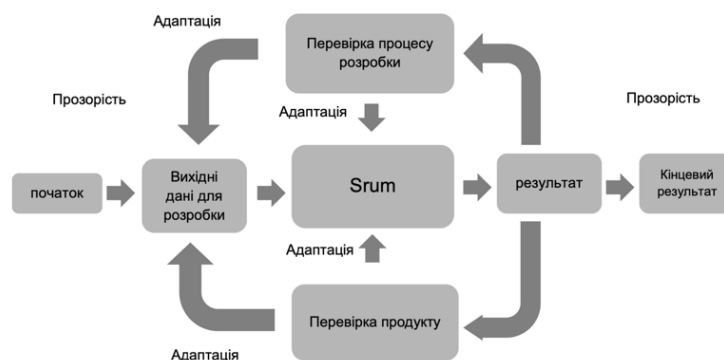 Адаптація
Перевірка процесу
розробки
Прозорість
Адаптація
Прозорість
початок
Вихідні
дані для
розробки
Srum
результат
Кінцевий
результат
Адаптація
Перевірка продукту
Адаптація